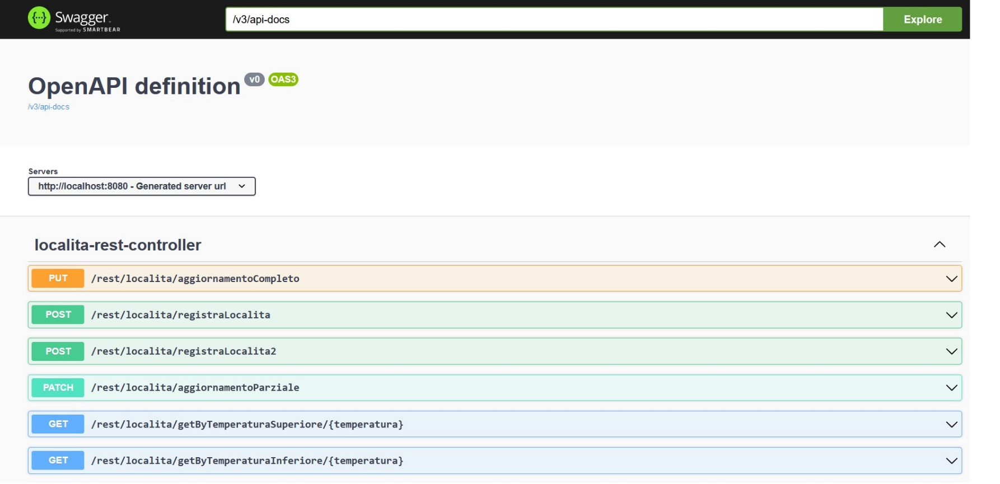 {···} Swagger.
Supported by SMARTBEAR
/v3/api-docs
Explore
OpenAPI definition v0 OAS3
/v3/api-docs
Servers
http://localhost:8080 - Generated server url
localita-rest-controller
PUT /rest/localita/aggiornamentoCompleto
POST /rest/localita/registraLocalita
POST /rest/localita/registraLocalita2
PATCH /rest/localita/aggiornamentoParziale
GET /rest/localita/getByTemperaturaSuperiore/{temperatura}
GET /rest/localita/getByTemperaturaInferiore/{temperatura}